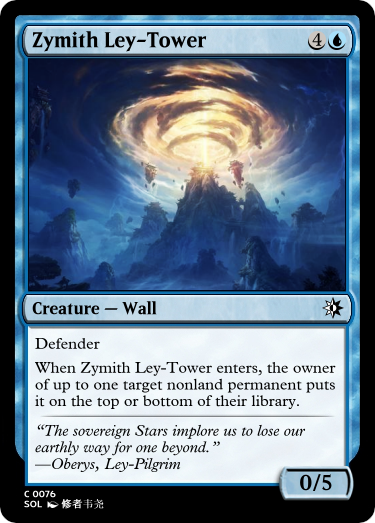 Zymith Ley-Tower
4
Creature — Wall
Defender
When Zymith Ley-Tower enters, the owner
of up to one target nonland permanent puts
it on the top or bottom of their library.
“The sovereign Stars implore us to lose our
earthly way for one beyond.”
—Oberys, Ley-Pilgrim
0/5
C 0076
SOL 修者韦尧